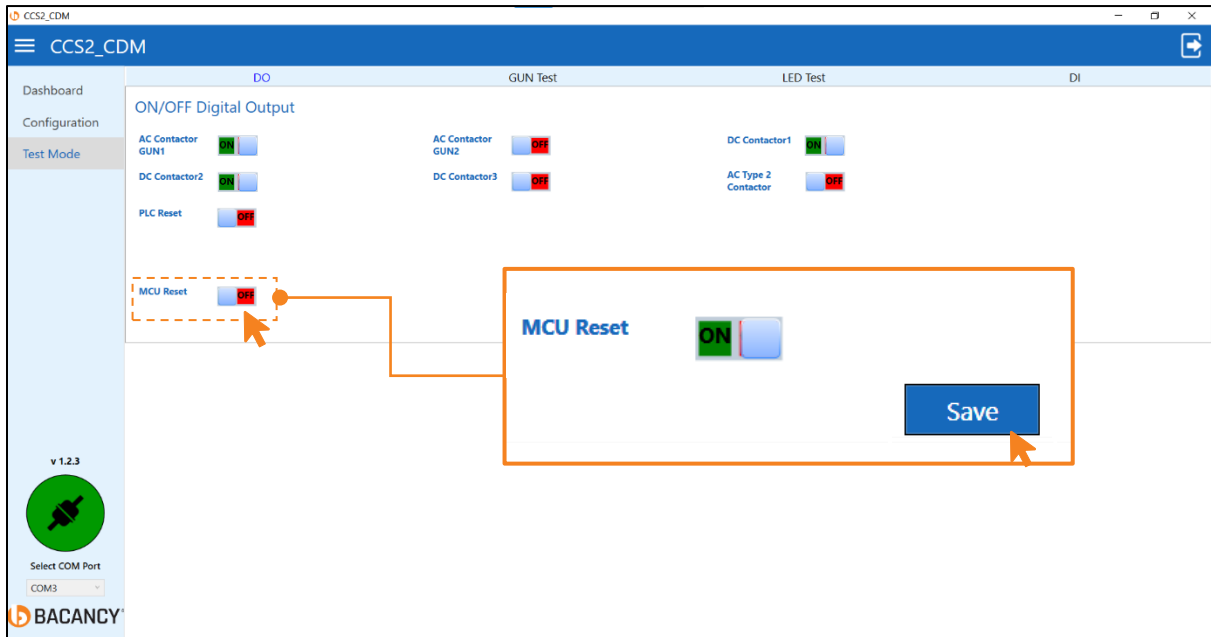 CCS2_CDM
CCS2_CDM
Dashboard
Configuration
Test Mode
DO
GUN Test
LED Test
DI
ON/OFF Digital Output
AC Contactor
GUN1
ON
AC Contactor
GUN2
OFF
DC Contactor1
ON
DC Contactor2
ON
DC Contactor3
OFF
AC Type 2
Contactor
OFF
PLC Reset
OFF
MCU Reset
OFF
MCU Reset
ON
Save
v 1.2.3
Select COM Port
COM3
BACANCY